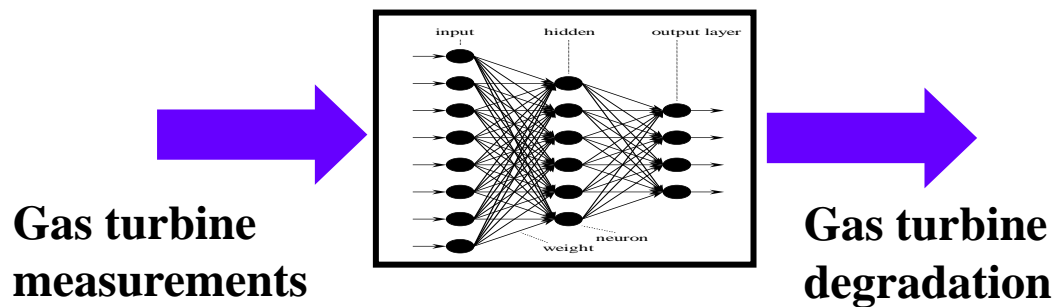 input hidden output layer
weight neuron
Gas turbine
measurements
Gas turbine
degradation